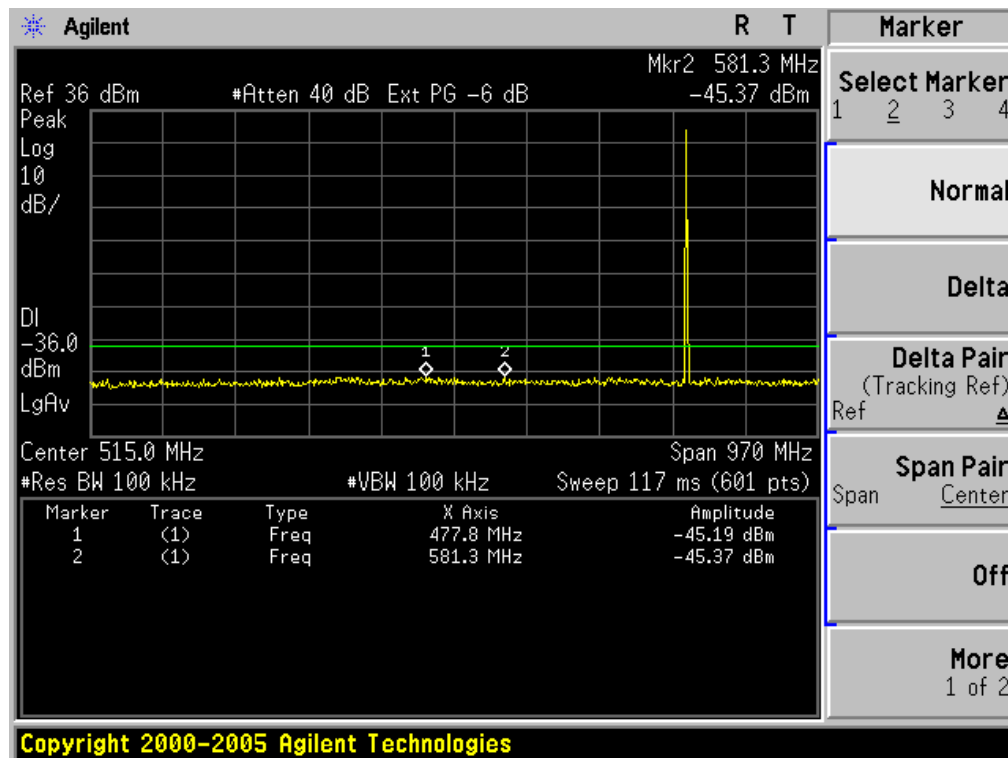 Agilent R T
Mkr2 581.3 MHz
Ref 36 dBm #Atten 40 dB Ext PG −6 dB −45.37 dBm
Peak
Log
10
dB/
DI
−36.0
dBm
LgAv
1 2
Center 515.0 MHz Span 970 MHz
#Res BW 100 kHz #VBW 100 kHz Sweep 117 ms (601 pts)
Marker Trace Type X Axis Amplitude
1 (1) Freq 477.8 MHz −45.19 dBm
2 (1) Freq 581.3 MHz −45.37 dBm
Marker
Select Marker
1 2 3 4
Normal
Delta
Delta Pair
(Tracking Ref)
Ref Δ
Span Pair
Span Center
Off
More
1 of 2
Copyright 2000–2005 Agilent Technologies